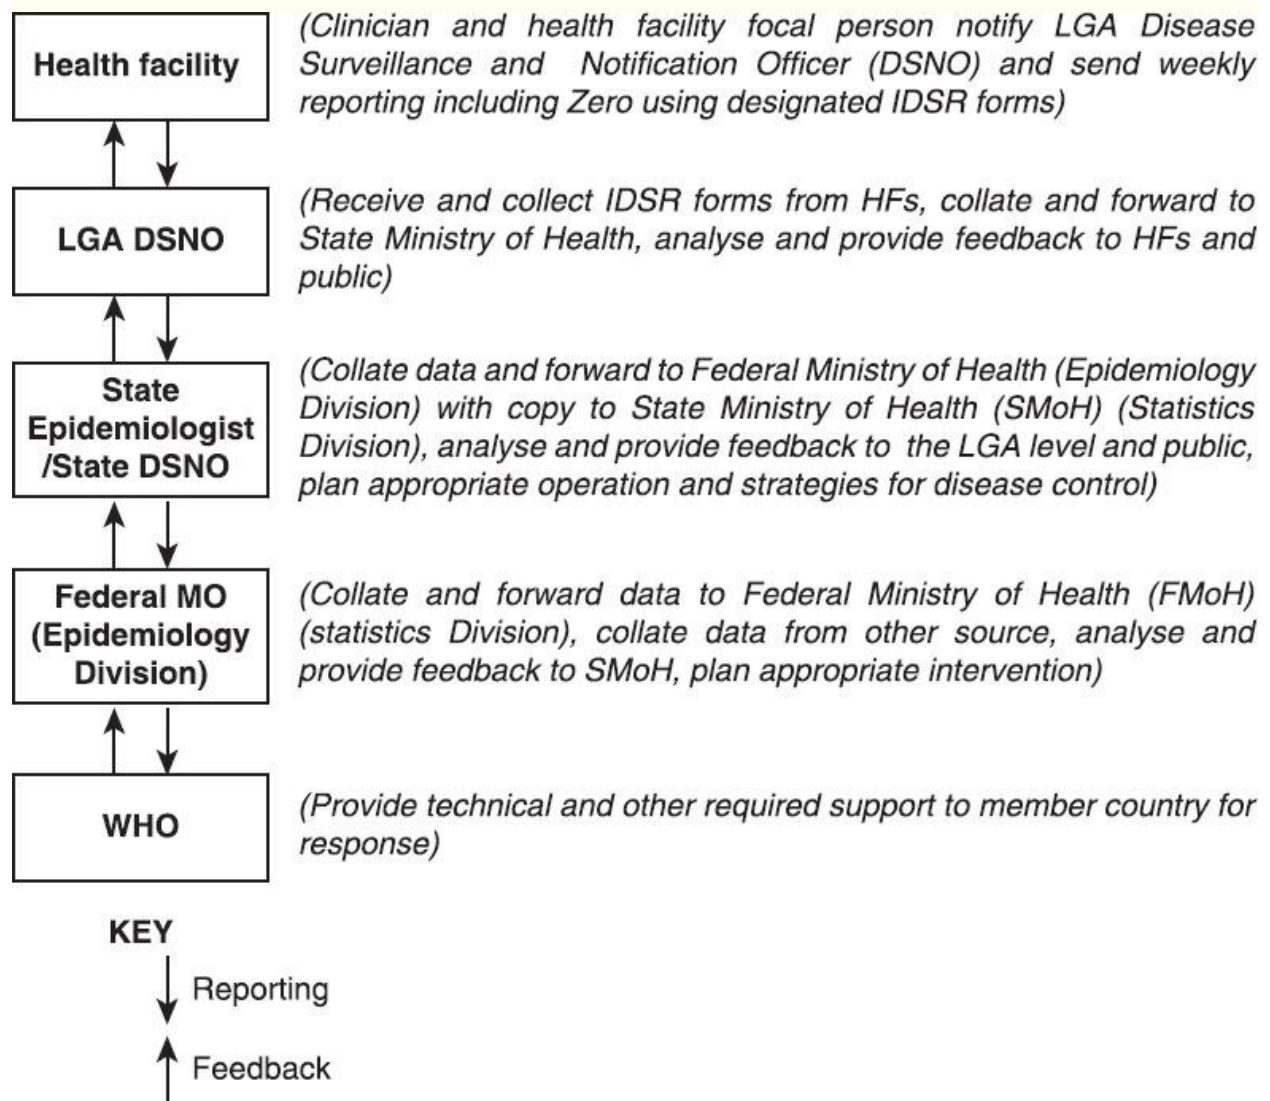 Health facility
(Clinician and health facility focal person notify LGA Disease
Surveillance and Notification Officer (DSNO) and send weekly
reporting including Zero using designated IDSR forms)
LGA DSNO
(Receive and collect IDSR forms from HFs, collate and forward to
State Ministry of Health, analyse and provide feedback to HFs and
public)
State
Epidemiologist
/State DSNO
(Collate data and forward to Federal Ministry of Health (Epidemiology
Division) with copy to State Ministry of Health (SMoH) (Statistics
Division), analyse and provide feedback to the LGA level and public,
plan appropriate operation and strategies for disease control)
Federal MO
(Epidemiology
Division)
(Collate and forward data to Federal Ministry of Health (FMoH)
(statistics Division), collate data from other source, analyse and
provide feedback to SMoH, plan appropriate intervention)
WHO
(Provide technical and other required support to member country for
response)
KEY
Reporting
Feedback